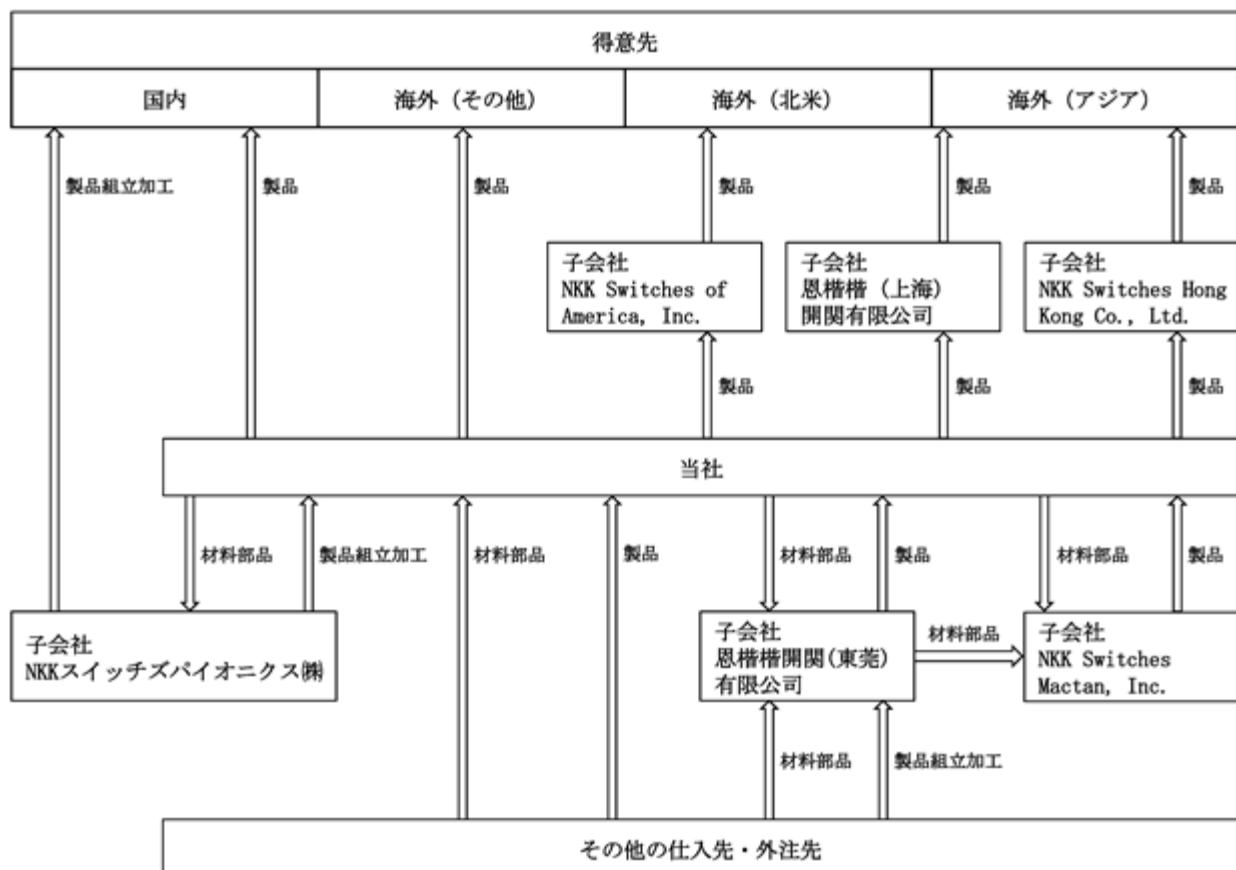 得意先
国内
海外（その他）
海外（北米）
海外（アジア）
製品組立加工
製品
製品
製品
製品
製品
子会社
NKK Switches of
America, Inc.
子会社
恩楷楷（上海）
開関有限公司
子会社
NKK Switches Hong
Kong Co., Ltd.
製品
製品
製品
当社
材料部品
製品組立加工
材料部品
製品
材料部品
製品
材料部品
製品
子会社
NKKスイッチズパイオニクス㈱
子会社
恩楷楷開関(東莞)
有限公司
材料部品
子会社
NKK Switches
Mactan, Inc.
材料部品
製品組立加工
その他の仕入先・外注先